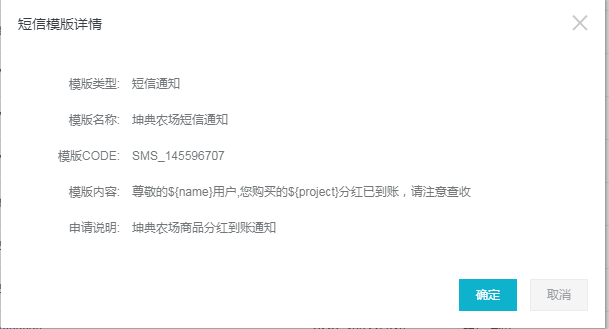 短信模版详情
模版类型: 短信通知
模版名称: 坤典农场短信通知
模版CODE: SMS_145596707
模版内容: 尊敬的${name}用户,您购买的${project}分红已到账，请注意查收
申请说明: 坤典农场商品分红到账通知
确定 取消